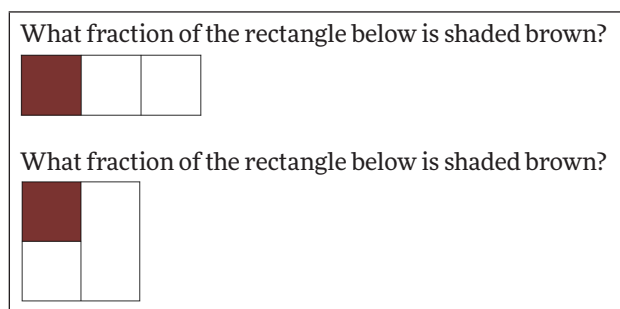 What fraction of the rectangle below is shaded brown?
What fraction of the rectangle below is shaded brown?